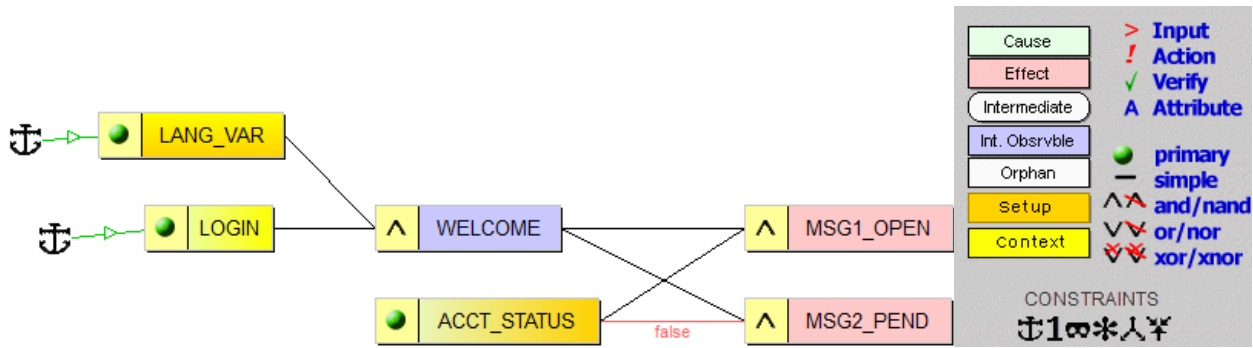 LANG_VAR
LOGIN
WELCOME
MSG1_OPEN
ACCT_STATUS
false
MSG2_PEND
Cause
Effect
Intermediate
Int. Obsrvble
Orphan
Setup
Context
> Input
! Action
√ Verify
A Attribute
primary
simple
and/nand
or/nor
xor/xnor
CONSTRAINTS
1